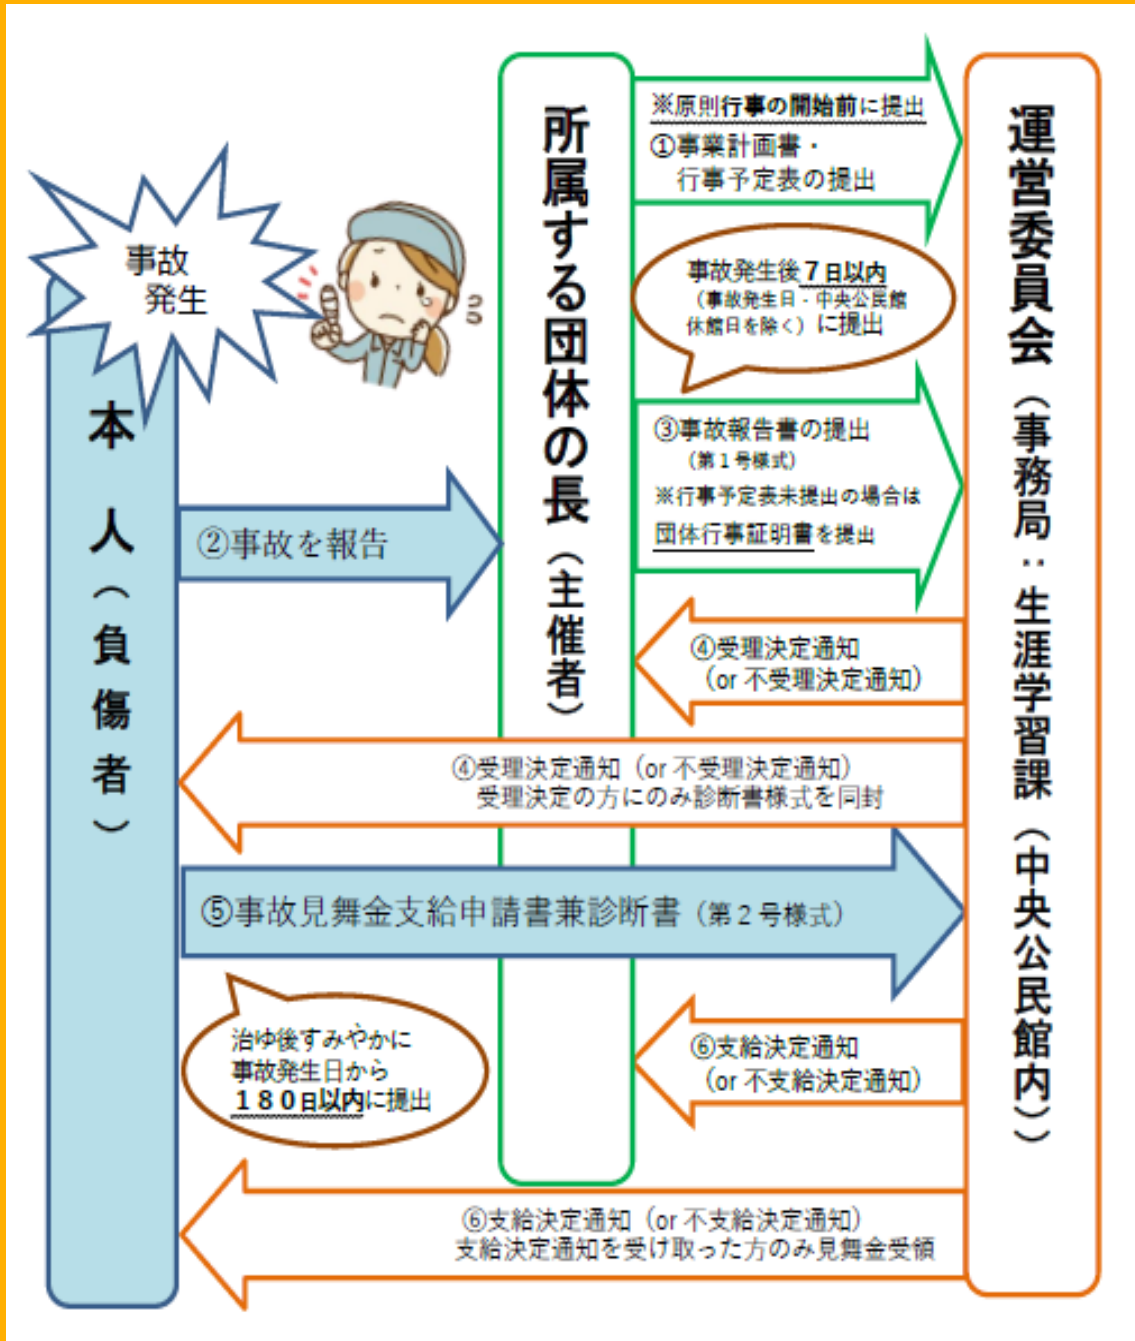 事故
発生
本人（負傷者）
所属する団体の長（主催者）
運営委員会（事務局：生涯学習課（中央公民館内））
※原則行事の開始前に提出
①事業計画書・
行事予定表の提出
②事故を報告
事故発生後７日以内
（事故発生日・中央公民館
休館日を除く）に提出
③事故報告書の提出
（第１号様式）
※行事予定表未提出の場合は
団体行事証明書を提出
④受理決定通知
（or 不受理決定通知）
④受理決定通知（or 不受理決定通知）
受理決定の方にのみ診断書様式を同封
⑤事故見舞金支給申請書兼診断書（第２号様式）
治ゆ後すみやかに
事故発生日から
１８０日以内に提出
⑥支給決定通知
（or 不支給決定通知）
⑥支給決定通知（or 不支給決定通知）
支給決定通知を受け取った方のみ見舞金受領